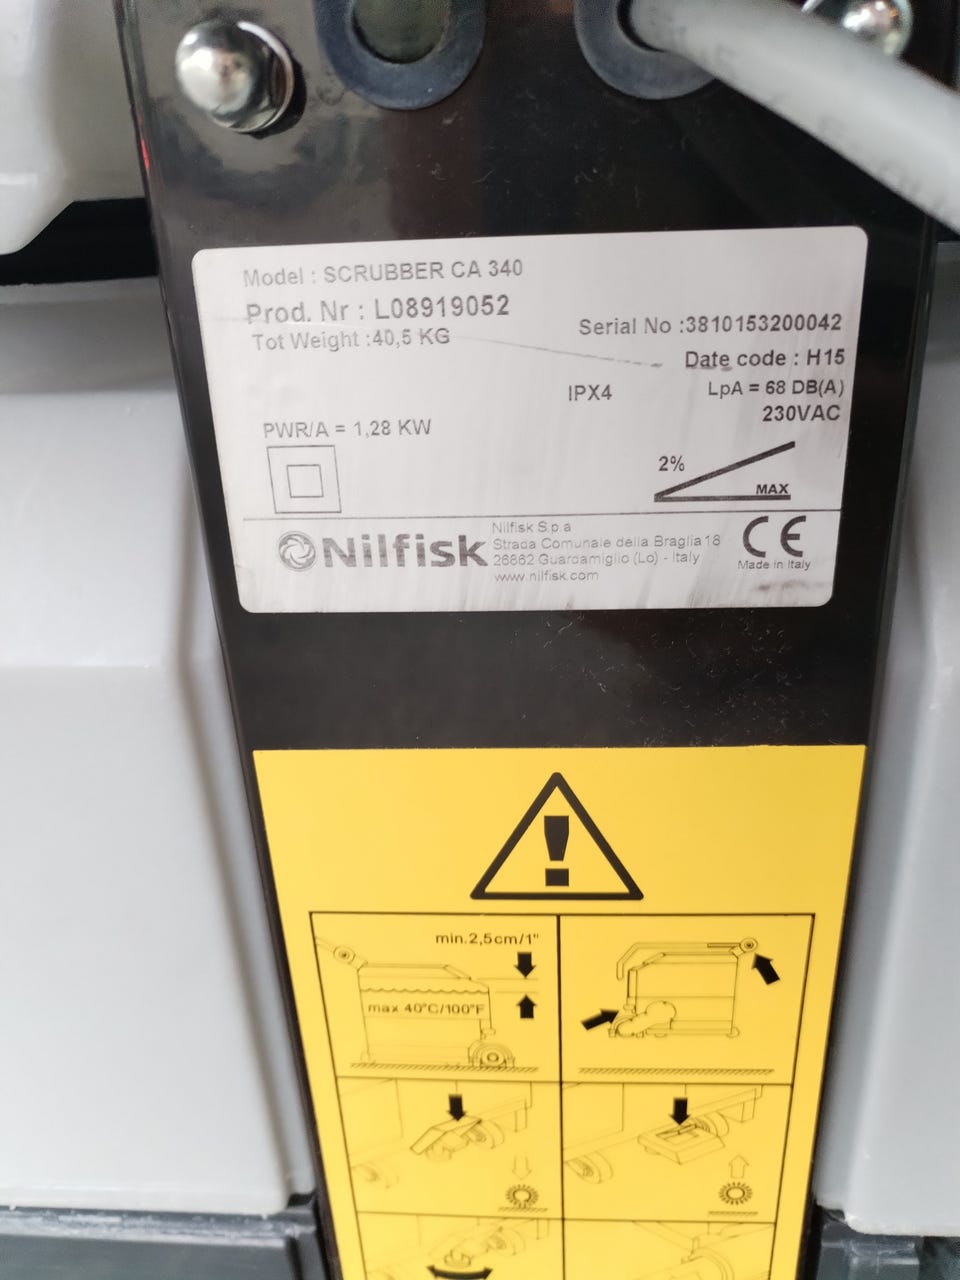 Model : SCRUBBER CA 340
Prod. Nr : L08919052
Tot Weight :40,5 KG
Serial No :3810153200042
Date code : H15
IPX4
LpA = 68 DB(A)
230VAC
PWR/A = 1,28 KW
2%
MAX
Nilfisk
Nilfisk S.p.a
Strada Comunale della Braglia 18
26862 Guardamiglio (Lo) - Italy
www.nilfisk.com
CE
Made in Italy
min.2,5cm/1"
max.40°C/100°F